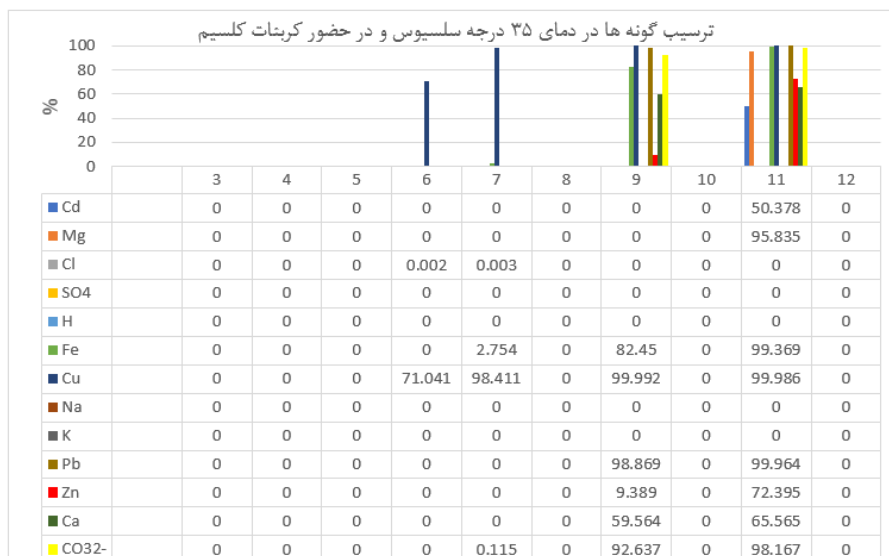 ترسیب گونه ها در دمای ۳۵ درجه سلسیوس و در حضور کربنات کلسیم
100
80
60
40
20
0
%
3 4 5 6 7 8 9 10 11 12
Cd 0 0 0 0 0 0 0 0 50.378 0
Mg 0 0 0 0 0 0 0 0 95.835 0
Cl 0 0 0 0.002 0.003 0 0 0 0 0
SO4 0 0 0 0 0 0 0 0 0 0
H 0 0 0 0 0 0 0 0 0 0
Fe 0 0 0 0 2.754 0 82.45 0 99.369 0
Cu 0 0 0 71.041 98.411 0 99.992 0 99.986 0
Na 0 0 0 0 0 0 0 0 0 0
K 0 0 0 0 0 0 0 0 0 0
Pb 0 0 0 0 0 0 98.869 0 99.964 0
Zn 0 0 0 0 0 0 9.389 0 72.395 0
Ca 0 0 0 0 0 0 59.564 0 65.565 0
CO32- 0 0 0 0 0.115 0 92.637 0 98.167 0